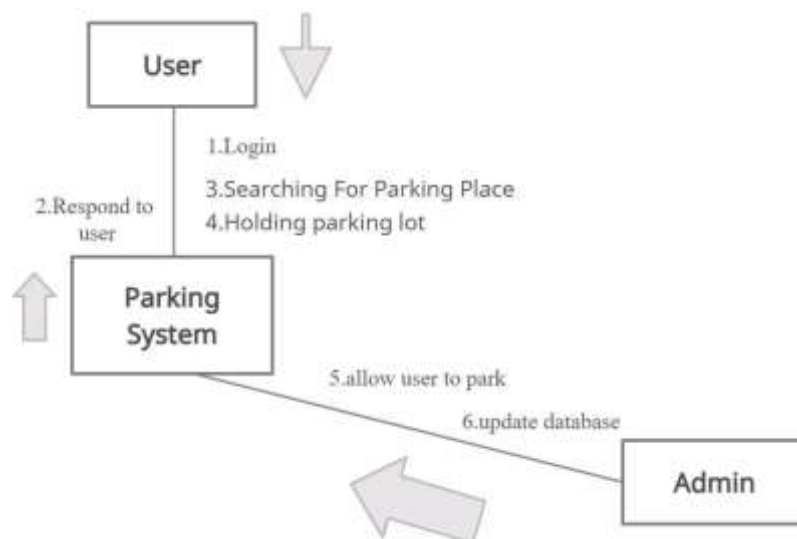 User
1.Login
3.Searching For Parking Place
2.Respond to
user
4.Holding parking lot
Parking
System
5.allow user to park
6.update database
Admin